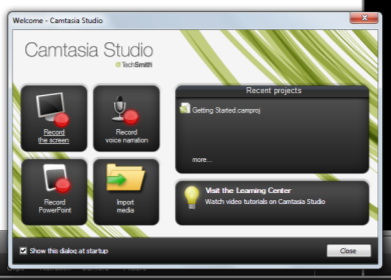 Welcome - Camtasia Studio
Camtasia Studio
TechSmith
Record
the screen
Record
voice narration
Record
PowerPoint
Import
media
Recent projects
Getting Started.camproj
more...
Visit the Learning Center
Watch video tutorials on Camtasia Studio
Show this dialog at startup
Close